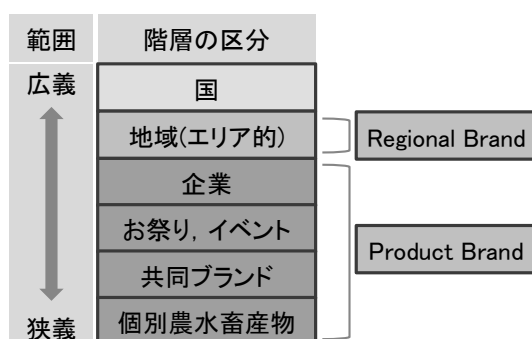 範囲 階層の区分
広義 国
地域(エリア的) Regional Brand
企業
お祭り，イベント
Product Brand
共同ブランド
狭義 個別農水畜産物